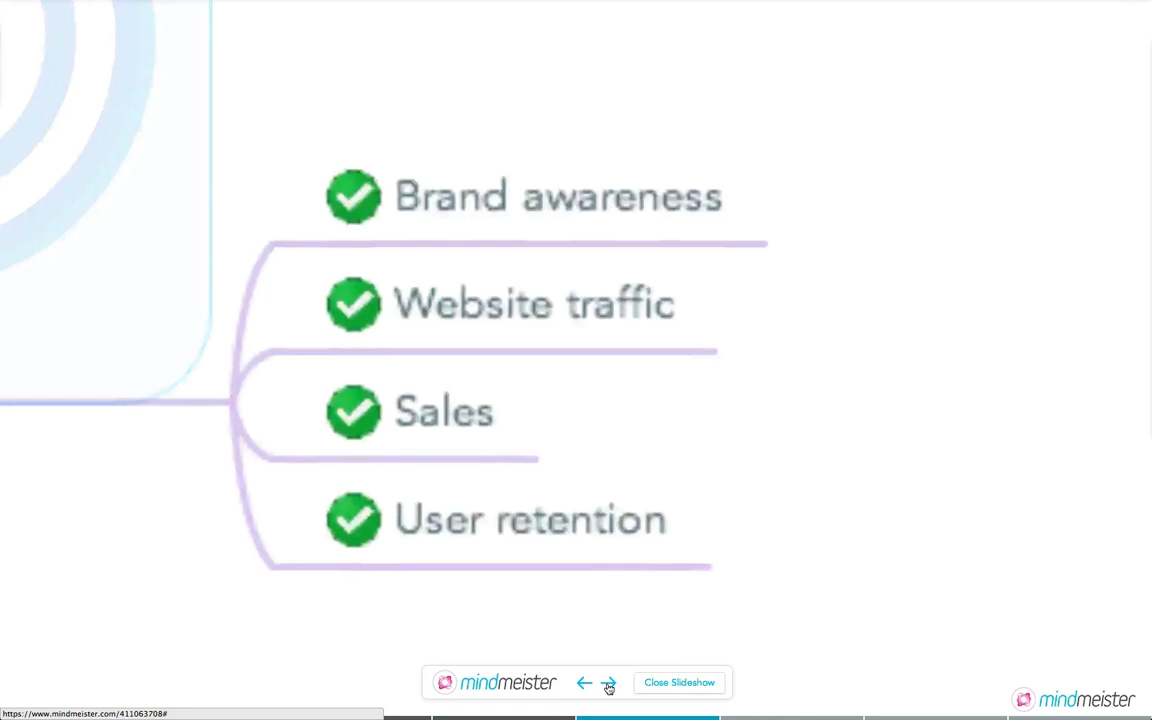 Brand awareness
Website traffic
Sales
User retention
mindmeister
Close Slideshow
mindmeister
https://www.mindmeister.com/411063708#